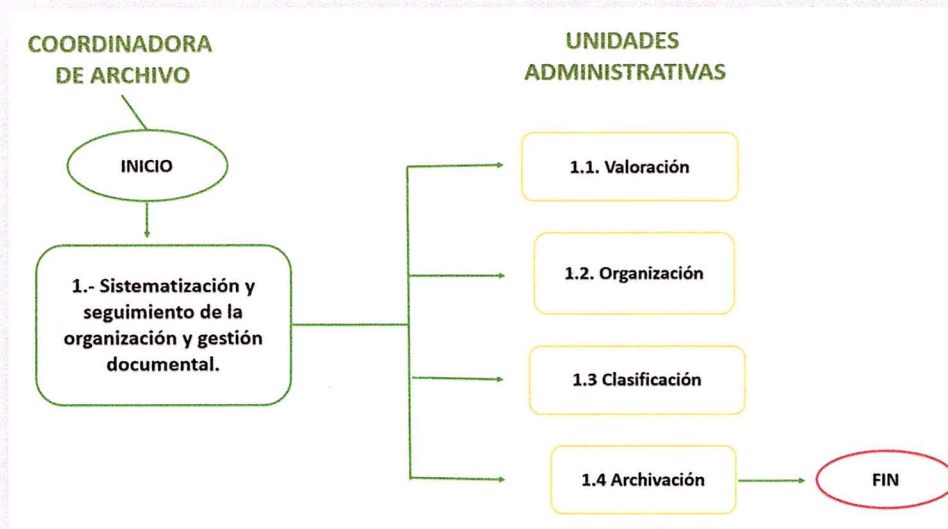 COORDINADORA
DE ARCHIVO
UNIDADES
ADMINISTRATIVAS
INICIO
1.- Sistematización y
seguimiento de la
organización y gestión
documental.
1.1. Valoración
1.2. Organización
1.3 Clasificación
1.4 Archivación
FIN